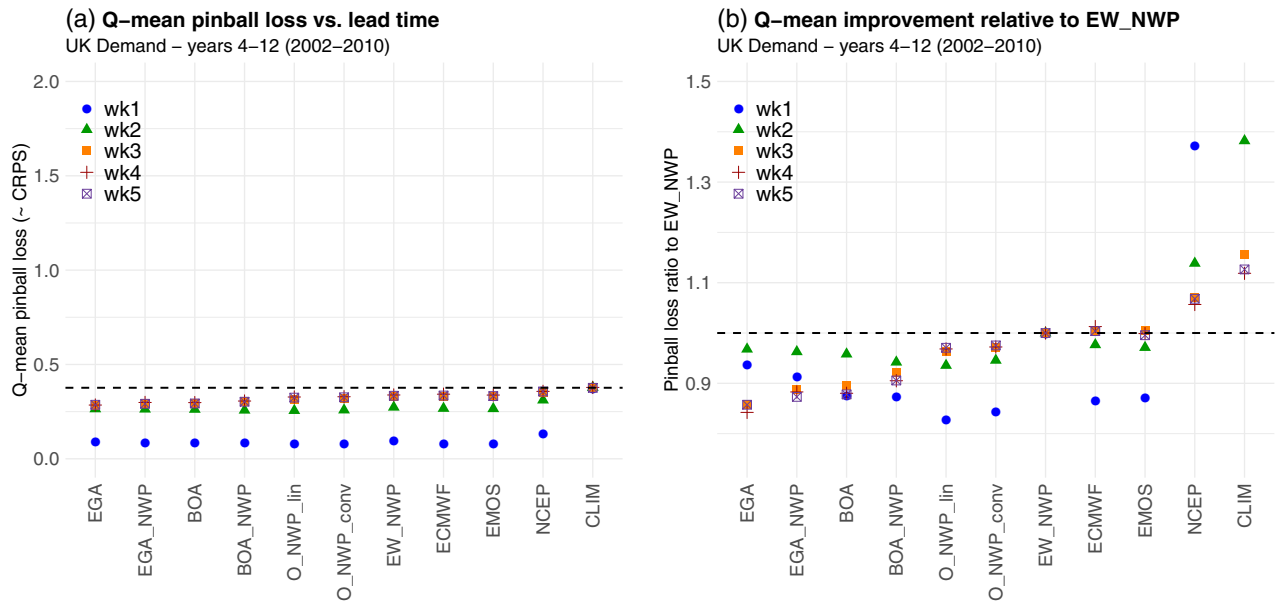 (a) Q−mean pinball loss vs. lead time
UK Demand − years 4−12 (2002−2010)
Q−mean pinball loss (~ CRPS)
2.0
1.5
1.0
0.5
0.0
wk1
wk2
wk3
wk4
wk5
EGA
EGA_NWP
BOA
BOA_NWP
O_NWP_lin
O_NWP_conv
EW_NWP
ECMWF
EMOS
NCEP
CLIM
(b) Q−mean improvement relative to EW_NWP
UK Demand − years 4−12 (2002−2010)
Pinball loss ratio to EW_NWP
1.5
1.3
1.1
0.9
wk1
wk2
wk3
wk4
wk5
EGA
EGA_NWP
BOA
BOA_NWP
O_NWP_lin
O_NWP_conv
EW_NWP
ECMWF
EMOS
NCEP
CLIM